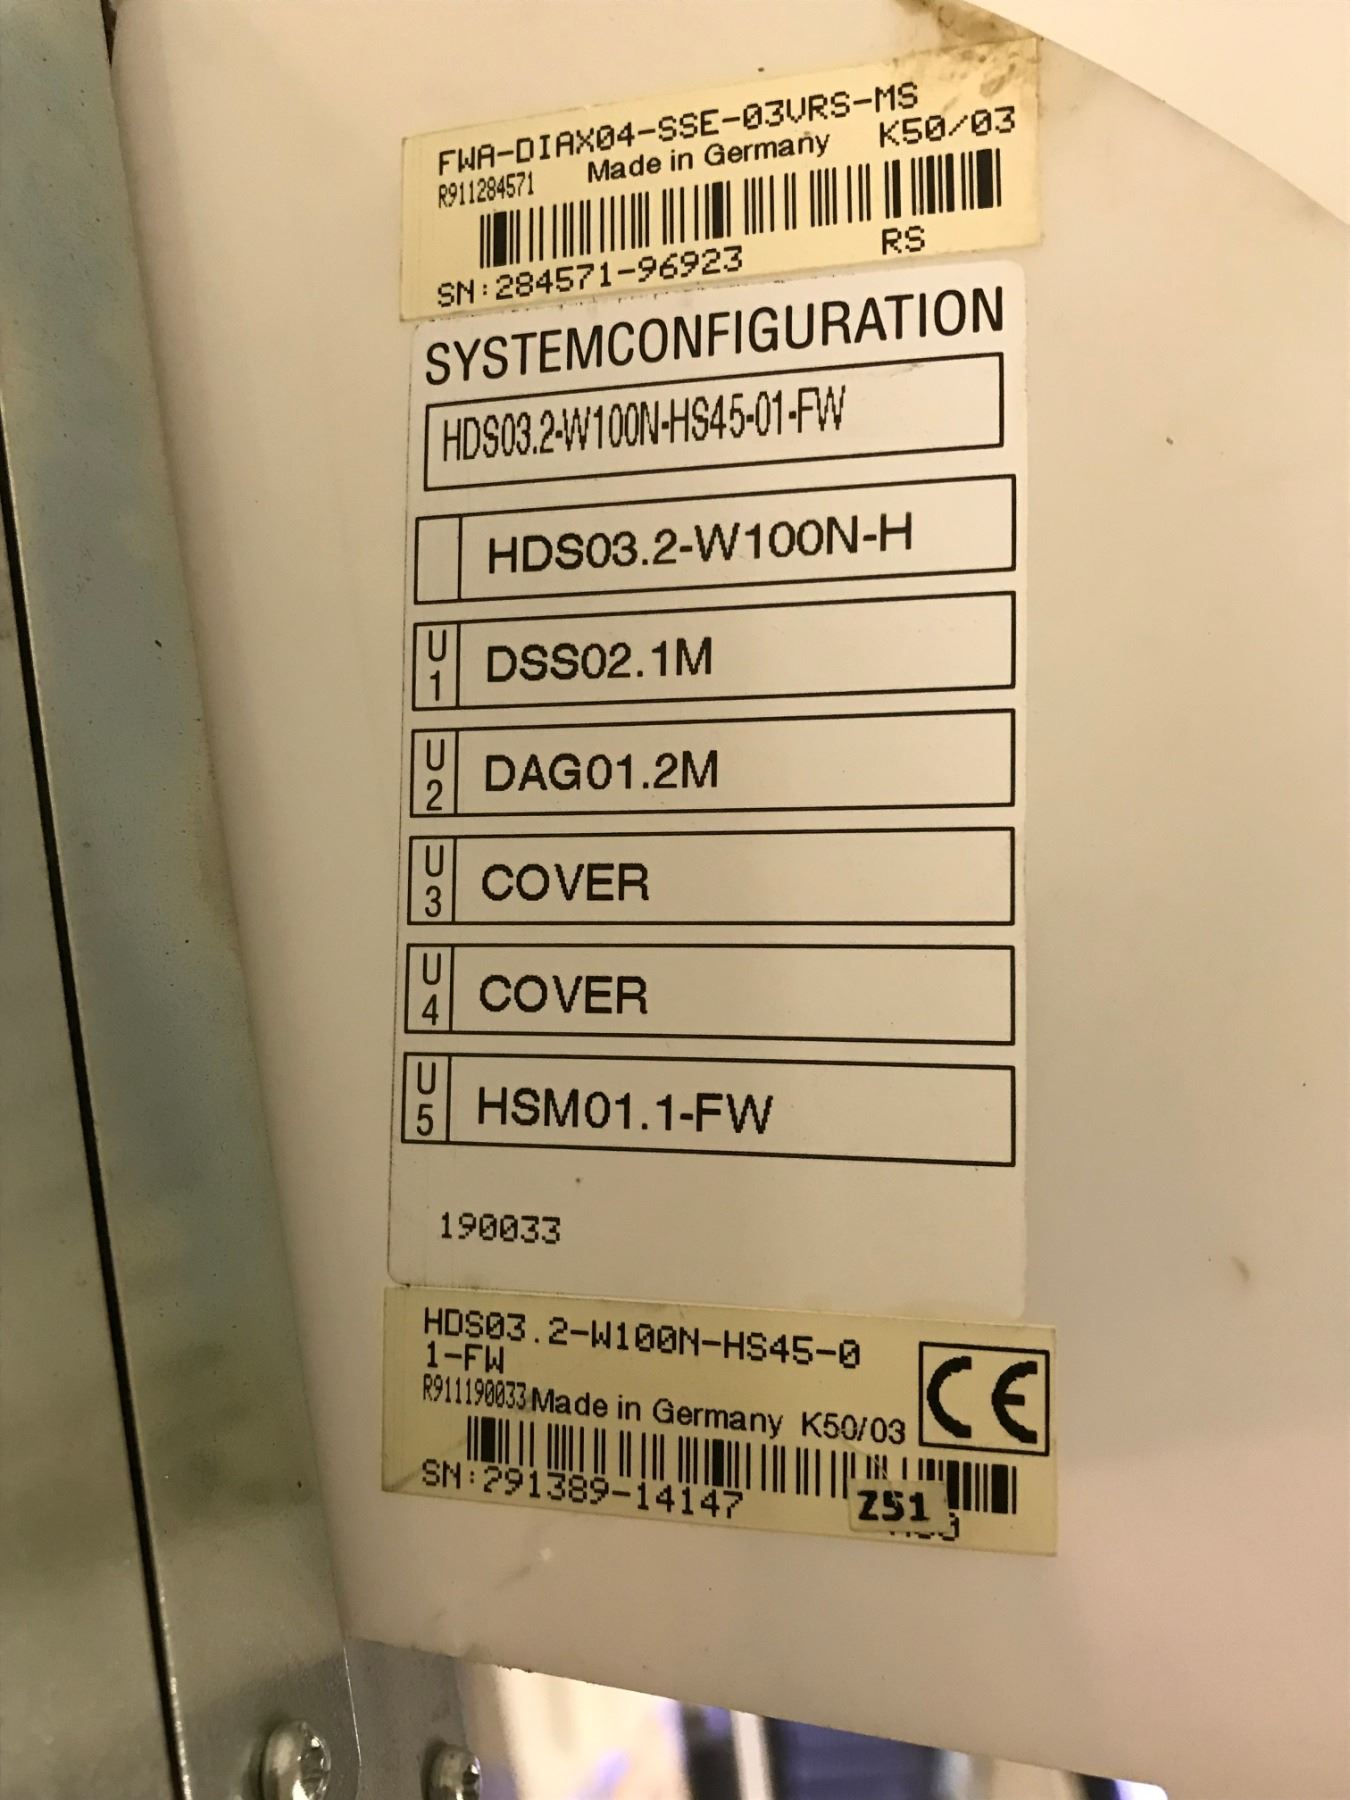 FWA-DIAX04-SSE-03VRS-MS
R911284571 Made in Germany K50/03
SN:284571-96923 RS
SYSTEMCONFIGURATION
HDS03.2-W100N-HS45-01-FW
HDS03.2-W100N-H
U1 DSS02.1M
U2 DAG01.2M
U3 COVER
U4 COVER
U5 HSM01.1-FW
190033
HDS03.2-W100N-HS45-0
1-FW
R911190033 Made in Germany K50/03 CE
SN:291389-14147 Z51